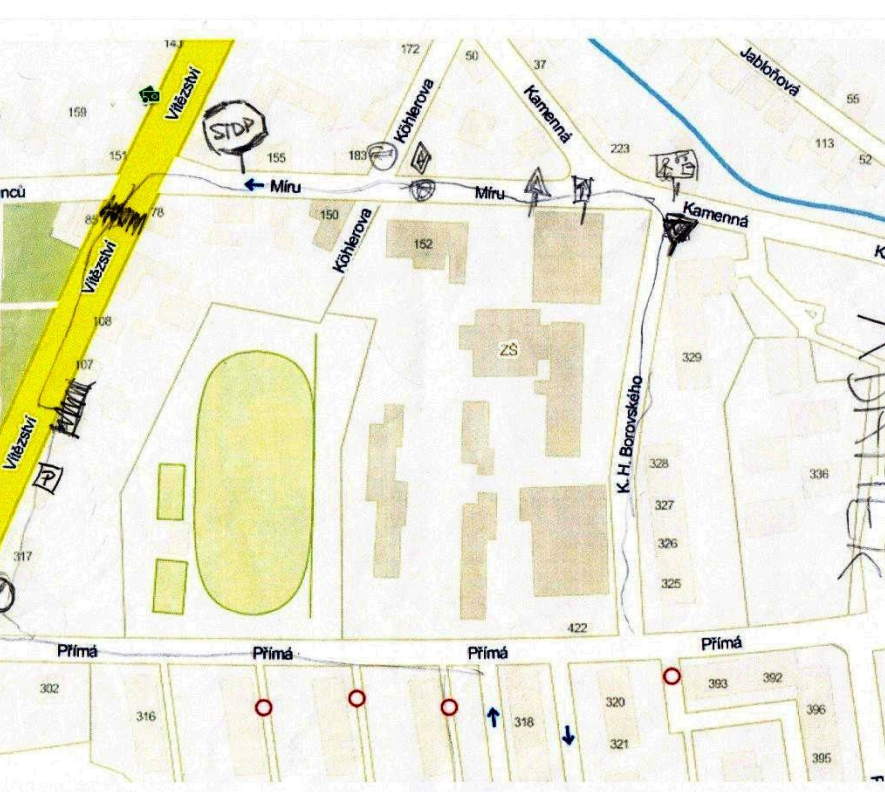 143
172
50
37
Jabloňová
Vítězství
Köhlerova
Kamenná
55
159
STOP
113
151
155
183
223
52
nců
Míru
Míru
85
78
150
Kamenná
152
Köhlerova
K
Vítězství
108
ZŠ
329
107
K. H. Borovského
Vítězství
P
328
336
327
326
317
325
422
Přímá
Přímá
Přímá
Přímá
302
316
318
320
393
392
396
321
395